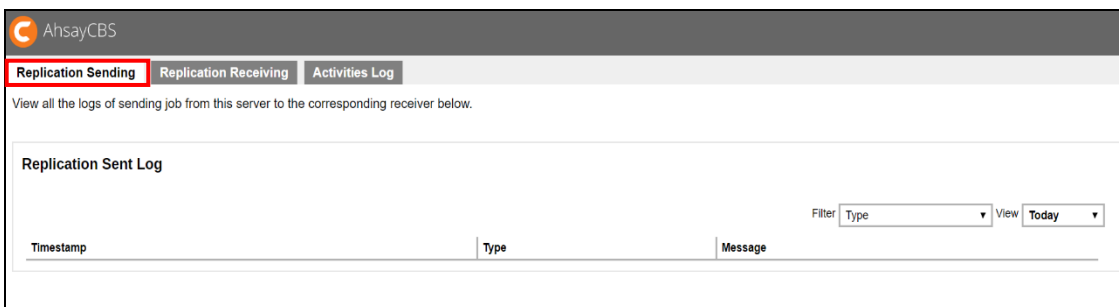 AhsayCBS
Replication Sending Replication Receiving Activities Log
View all the logs of sending job from this server to the corresponding receiver below.
Replication Sent Log
Filter Type View Today
Timestamp Type Message